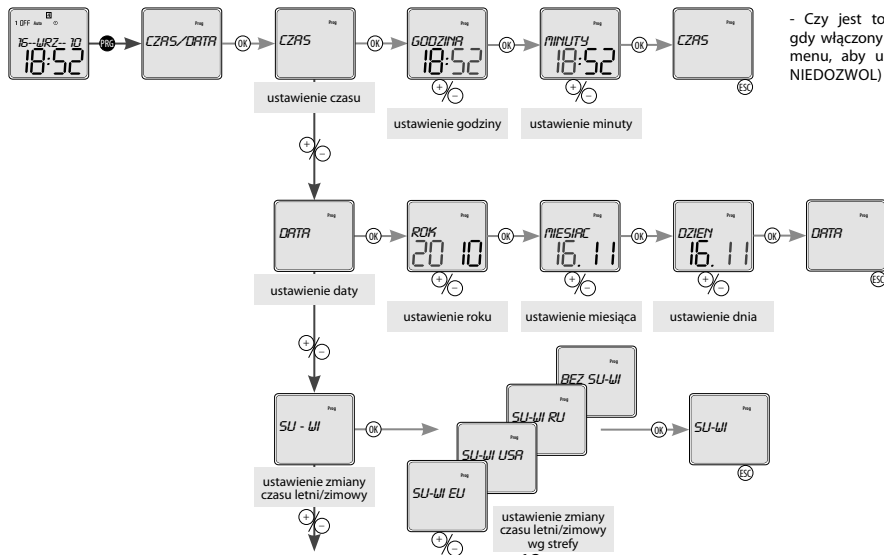 1 OFF Auto
16--WRZ-- 10
18:52
PRG
Prog
CZAS/DATA
OK
Prog
CZAS
OK
Prog
GODZINA
18:52
OK
Prog
MINUTY
18:52
OK
Prog
CZAS
ESC
- Czy jest to
gdy włączony
menu, aby u
NIEDOZWOL)
ustawienie czasu
+/−
ustawienie godziny
+/−
ustawienie minuty
+/−
Prog
DATA
OK
Prog
ROK
20 10
OK
Prog
MIESIAC
16. 11
OK
Prog
DZIEN
16. 11
OK
Prog
DATA
ESC
ustawienie daty
+/−
ustawienie roku
+/−
ustawienie miesiąca
+/−
ustawienie dnia
+/−
Prog
SU - WI
OK
Prog
BEZ SU-WI
Prog
SU-WI RU
Prog
SU-WI USA
Prog
SU-WI EU
OK
Prog
SU-WI
ESC
ustawienie zmiany
czasu letni/zimowy
+/−
+/−
ustawienie zmiany
czasu letni/zimowy
wg strefy